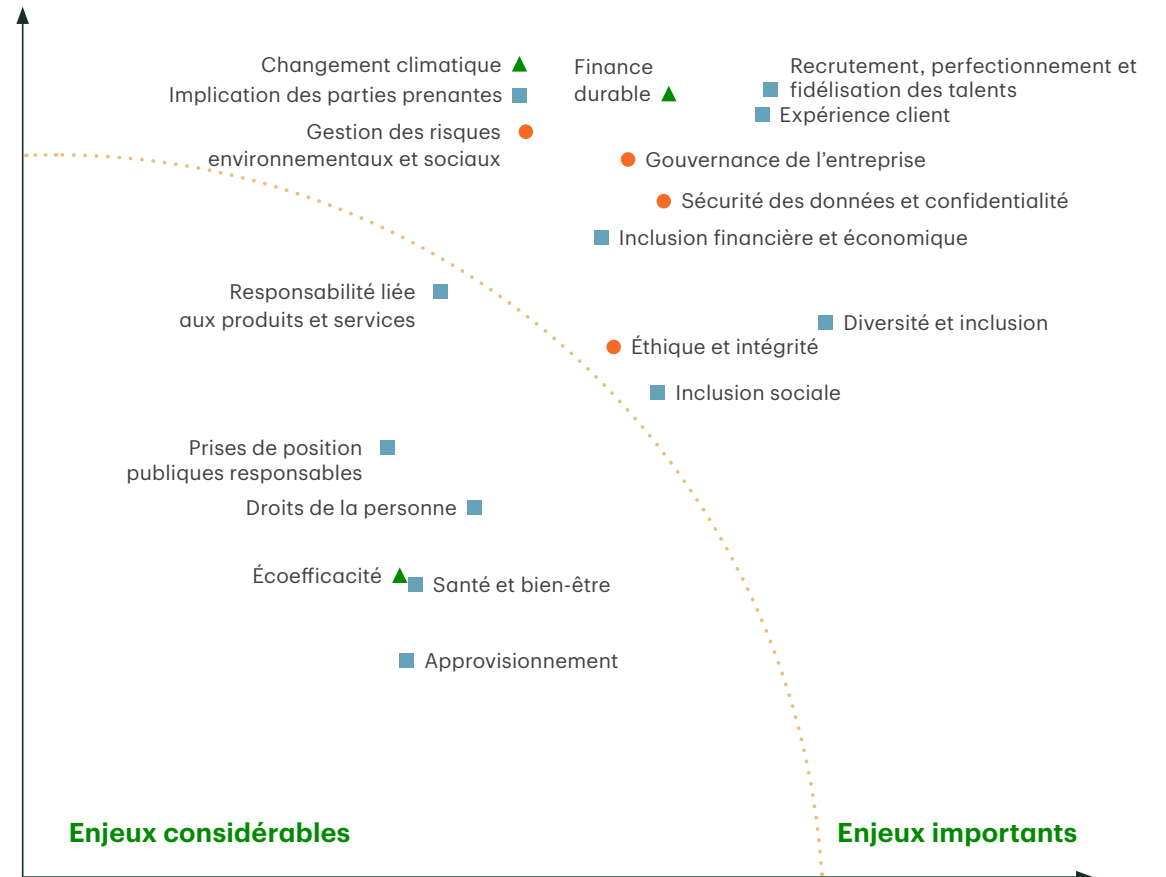 Changement climatique
Implication des parties prenantes
Gestion des risques
environnementaux et sociaux
Finance
durable
Recrutement, perfectionnement et
fidélisation des talents
Expérience client
Gouvernance de l’entreprise
Sécurité des données et confidentialité
Inclusion financière et économique
Responsabilité liée
aux produits et services
Diversité et inclusion
Éthique et intégrité
Inclusion sociale
Prises de position
publiques responsables
Droits de la personne
Écoefficacité
Santé et bien-être
Approvisionnement
Enjeux considérables
Enjeux importants